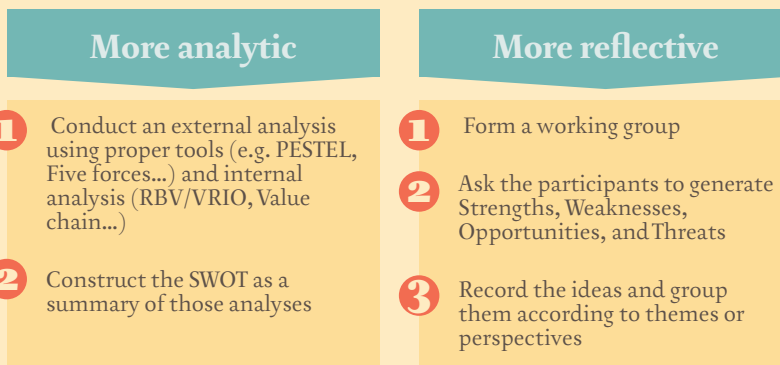 More analytic
1 Conduct an external analysis
using proper tools (e.g. PESTEL,
Five forces...) and internal
analysis (RBV/VRIO, Value
chain...)
2 Construct the SWOT as a
summary of those analyses
More reflective
1 Form a working group
2 Ask the participants to generate
Strengths, Weaknesses,
Opportunities, and Threats
3 Record the ideas and group
them according to themes or
perspectives